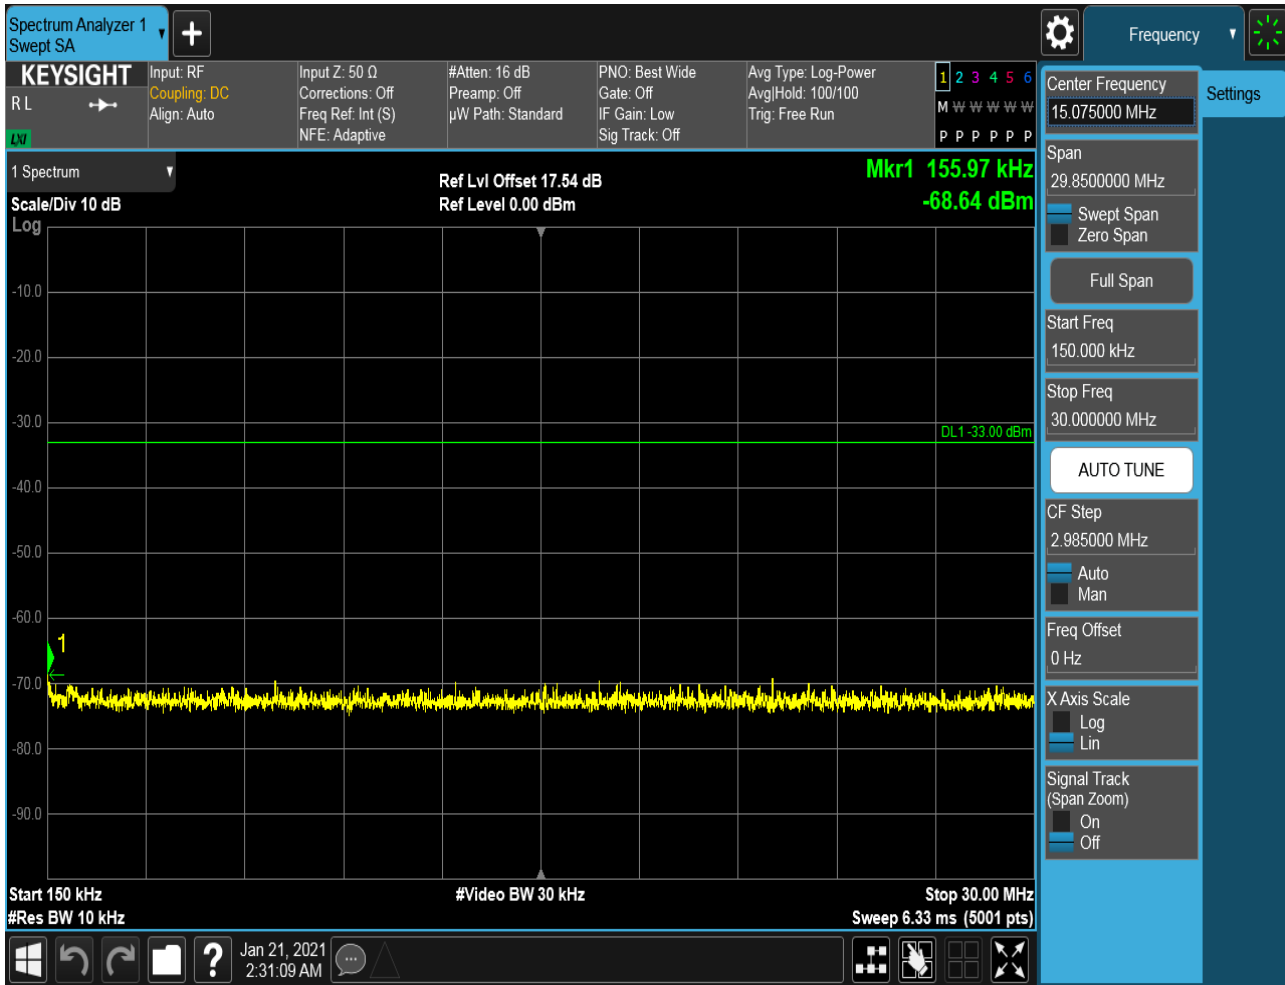 Spectrum Analyzer 1
Swept SA
+
Frequency
KEYSIGHT
R L
LXI
Input: RF
Coupling: DC
Align: Auto
Input Z: 50 Ω
Corrections: Off
Freq Ref: Int (S)
NFE: Adaptive
#Atten: 16 dB
Preamp: Off
µW Path: Standard
PNO: Best Wide
Gate: Off
IF Gain: Low
Sig Track: Off
Avg Type: Log-Power
Avg|Hold: 100/100
Trig: Free Run
1 2 3 4 5 6
M W W W W W
P P P P P P
1 Spectrum
Scale/Div 10 dB
Log
Ref Lvl Offset 17.54 dB
Ref Level 0.00 dBm
Mkr1 155.97 kHz
-68.64 dBm
-10.0
-20.0
-30.0
DL1 -33.00 dBm
-40.0
-50.0
-60.0
1
-70.0
-80.0
-90.0
Start 150 kHz
#Video BW 30 kHz
Stop 30.00 MHz
#Res BW 10 kHz
Sweep 6.33 ms (5001 pts)
Center Frequency
15.075000 MHz
Settings
Span
29.8500000 MHz
Swept Span
Zero Span
Full Span
Start Freq
150.000 kHz
Stop Freq
30.000000 MHz
AUTO TUNE
CF Step
2.985000 MHz
Auto
Man
Freq Offset
0 Hz
X Axis Scale
Log
Lin
Signal Track
(Span Zoom)
On
Off
?
Jan 21, 2021
2:31:09 AM